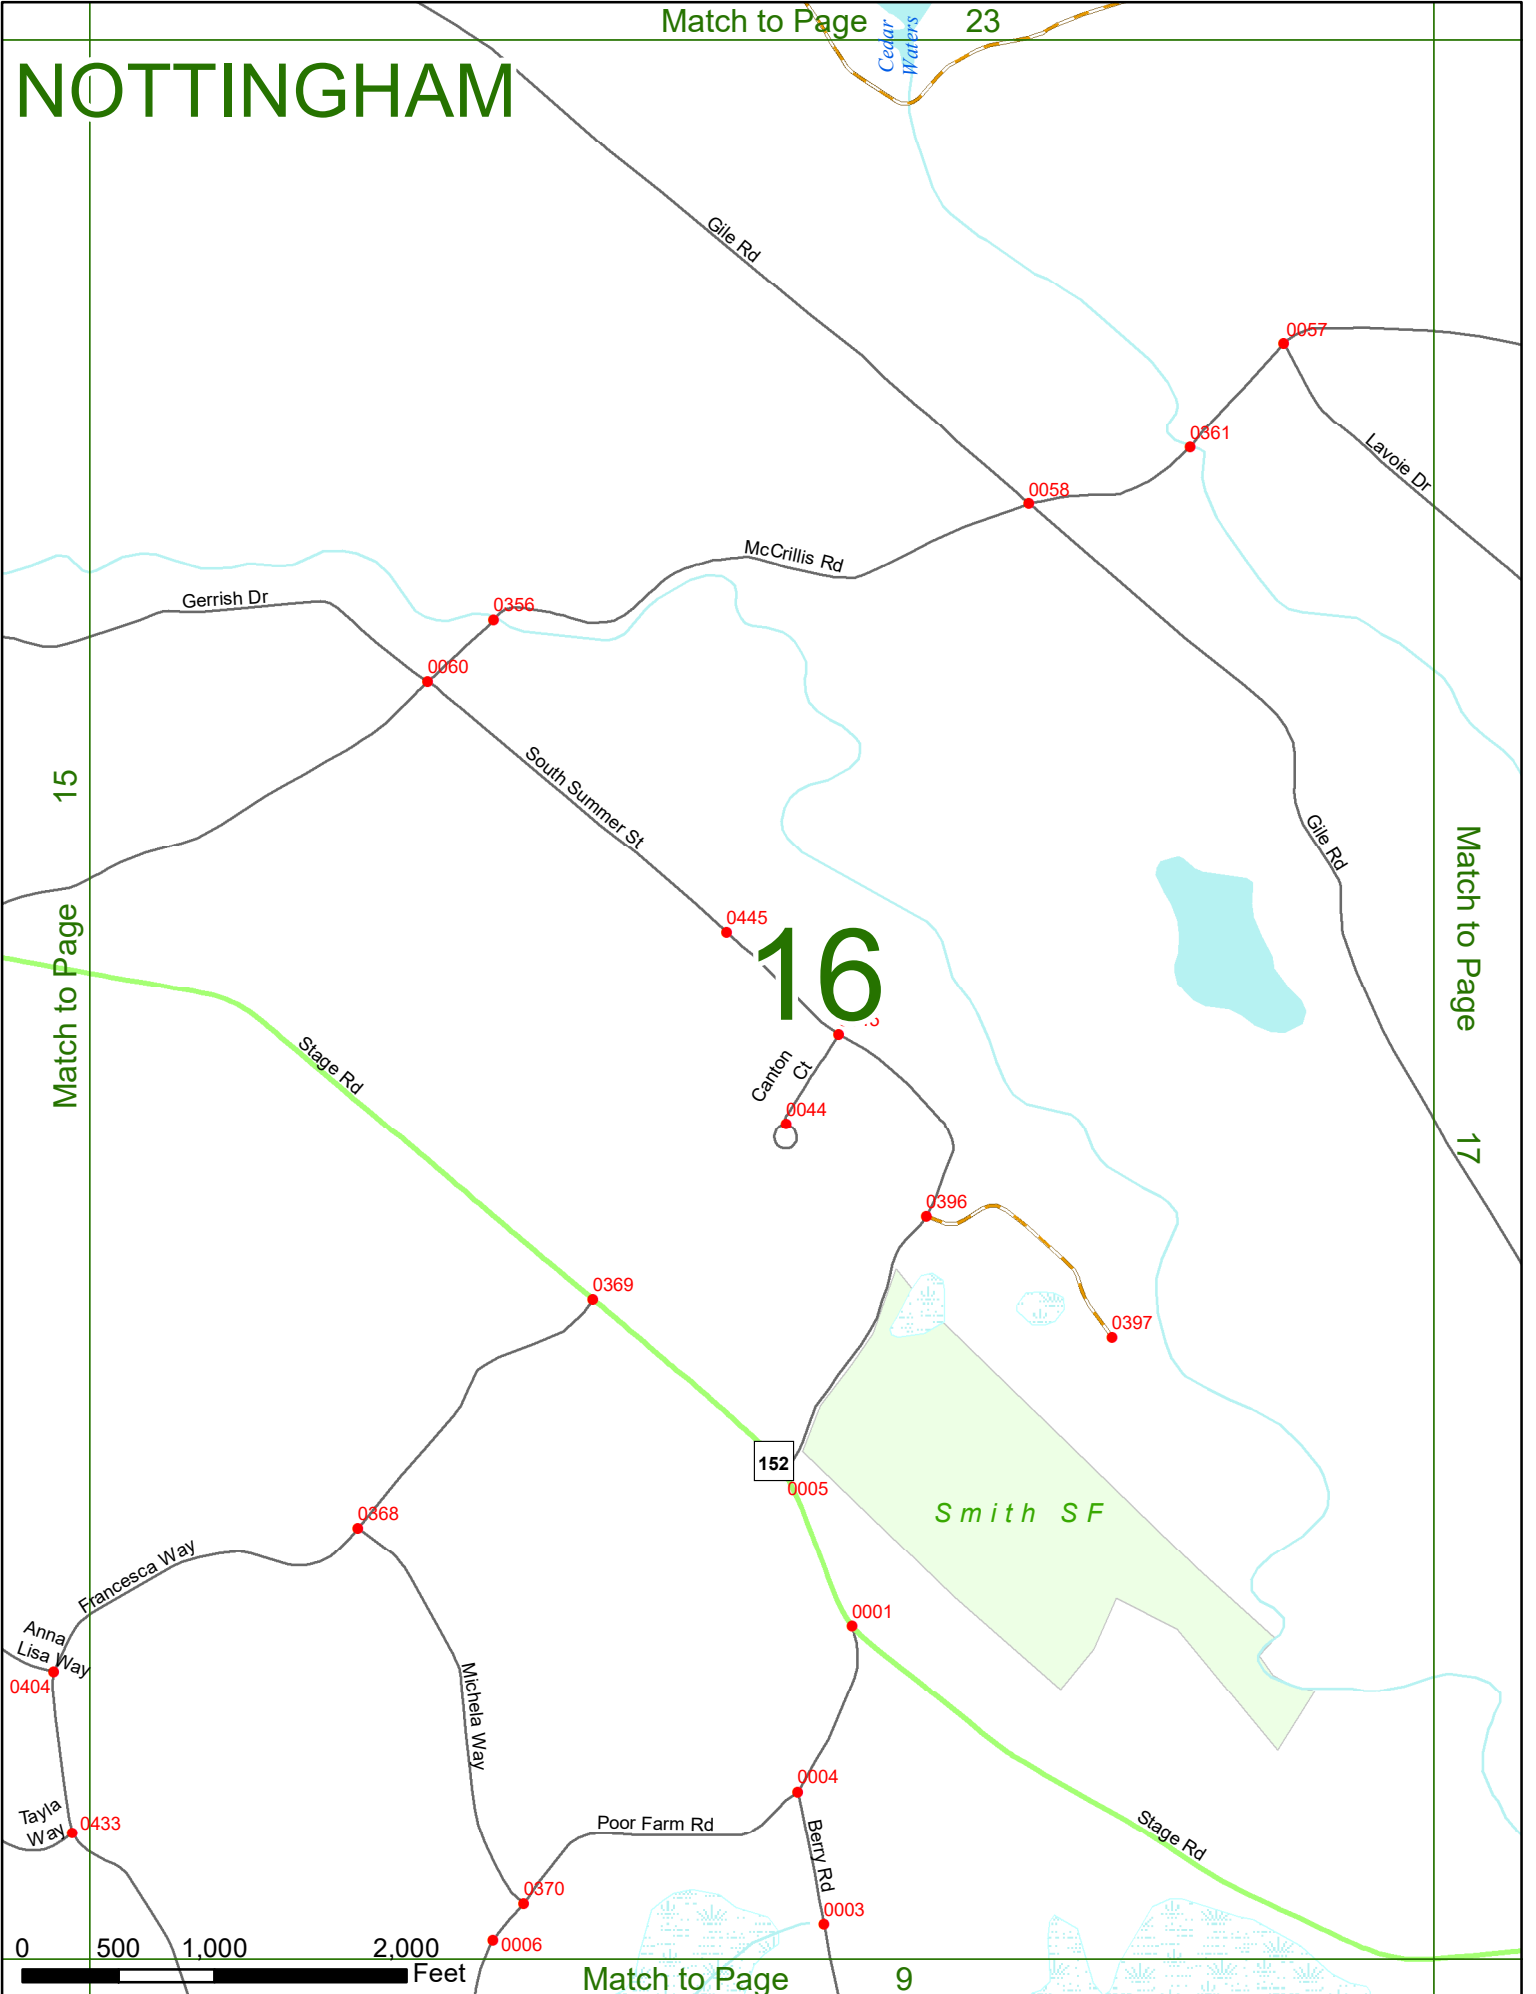 Match to Page 23
Cedar
Waters
NOTTINGHAM
Gile Rd
0057
0361
Lavoie Dr
0058
McCrillis Rd
Gerrish Dr
0356
0060
South Summer St
15
Match to Page
Gile Rd
Match to Page
17
0445
16
Stage Rd
Canton
Ct
0044
0396
0369
0397
152
0005
Smith SF
0368
Francesca Way
0001
Anna
Lisa Way
0404
Michela Way
0004
Tayla
Way
0433
Poor Farm Rd
Berry Rd
Stage Rd
0370
0003
0006
0 500 1,000 2,000
Feet
Match to Page 9